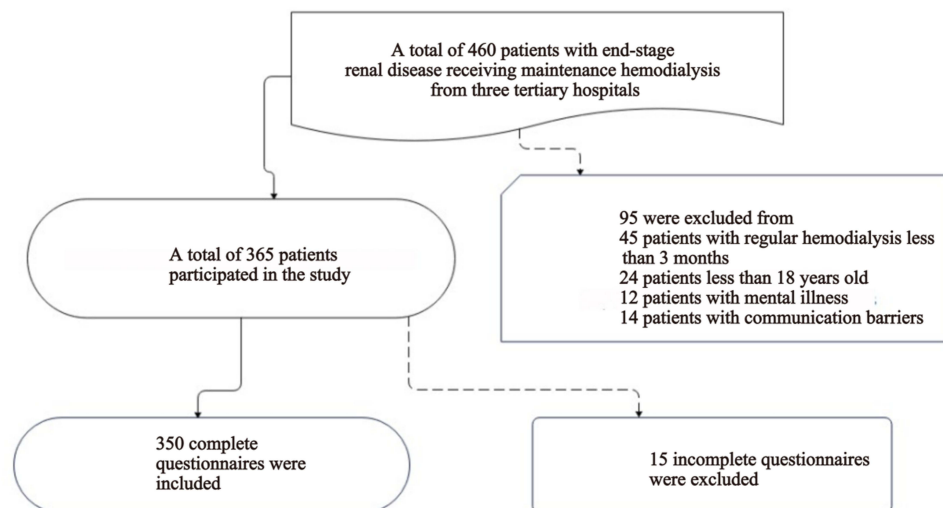 A total of 460 patients with end-stage
renal disease receiving maintenance hemodialysis
from three tertiary hospitals
95 were excluded from
45 patients with regular hemodialysis less
than 3 months
24 patients less than 18 years old
12 patients with mental illness
14 patients with communication barriers
A total of 365 patients
participated in the study
350 complete
questionnaires were
included
15 incomplete questionnaires
were excluded